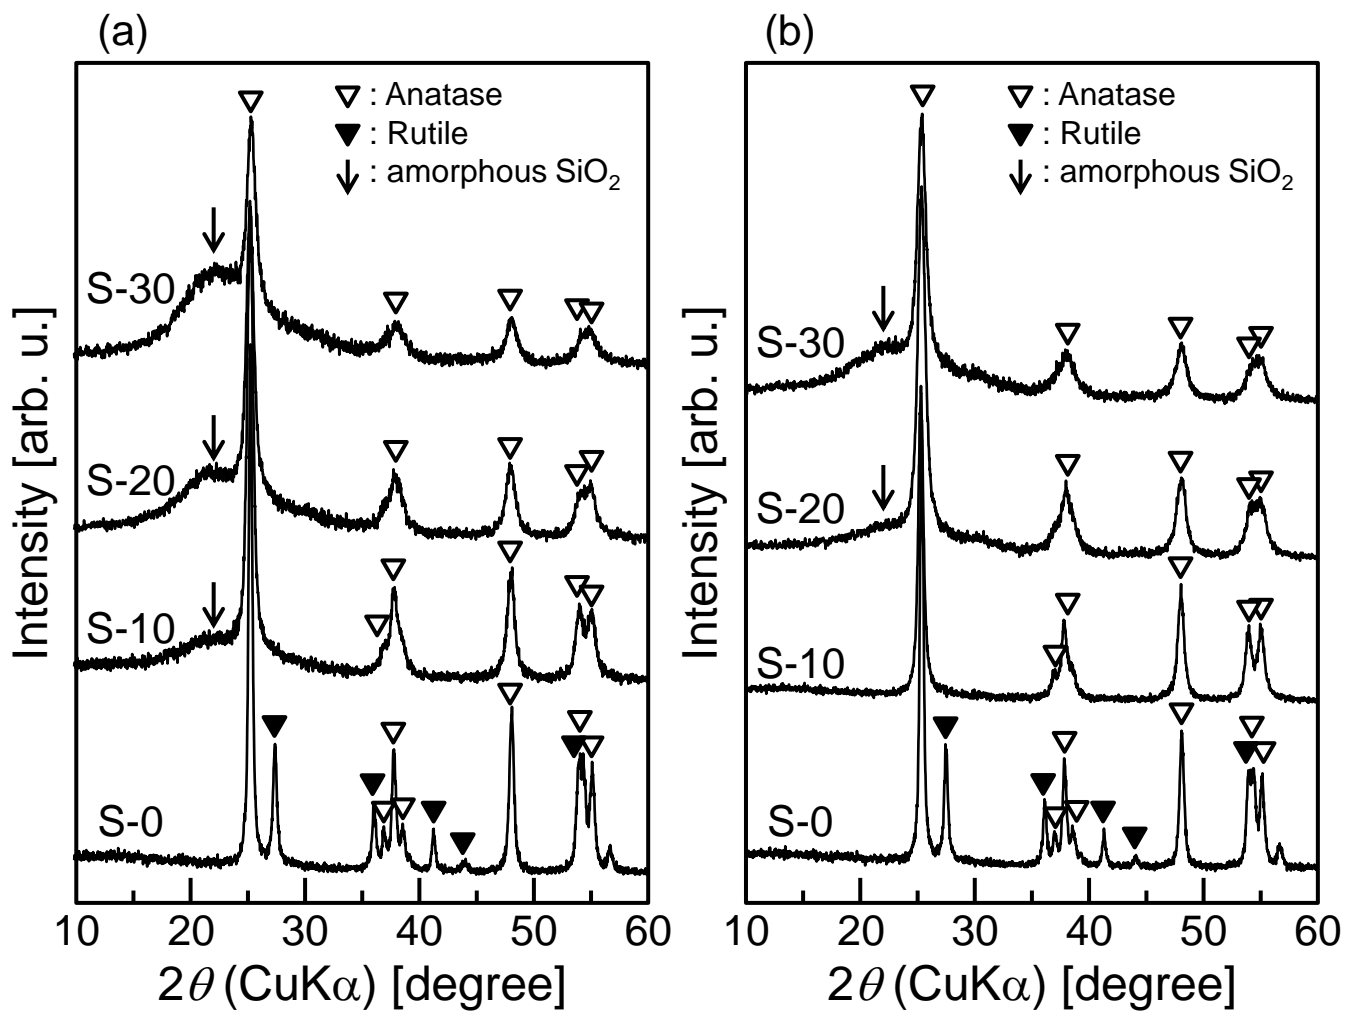 (a)
▽ : Anatase
▼ : Rutile
↓ : amorphous SiO₂
S-30
S-20
S-10
S-0
Intensity [arb. u.]
10 20 30 40 50 60
2θ (CuKα) [degree]
(b)
▽ : Anatase
▼ : Rutile
↓ : amorphous SiO₂
S-30
S-20
S-10
S-0
Intensity [arb. u.]
10 20 30 40 50 60
2θ (CuKα) [degree]